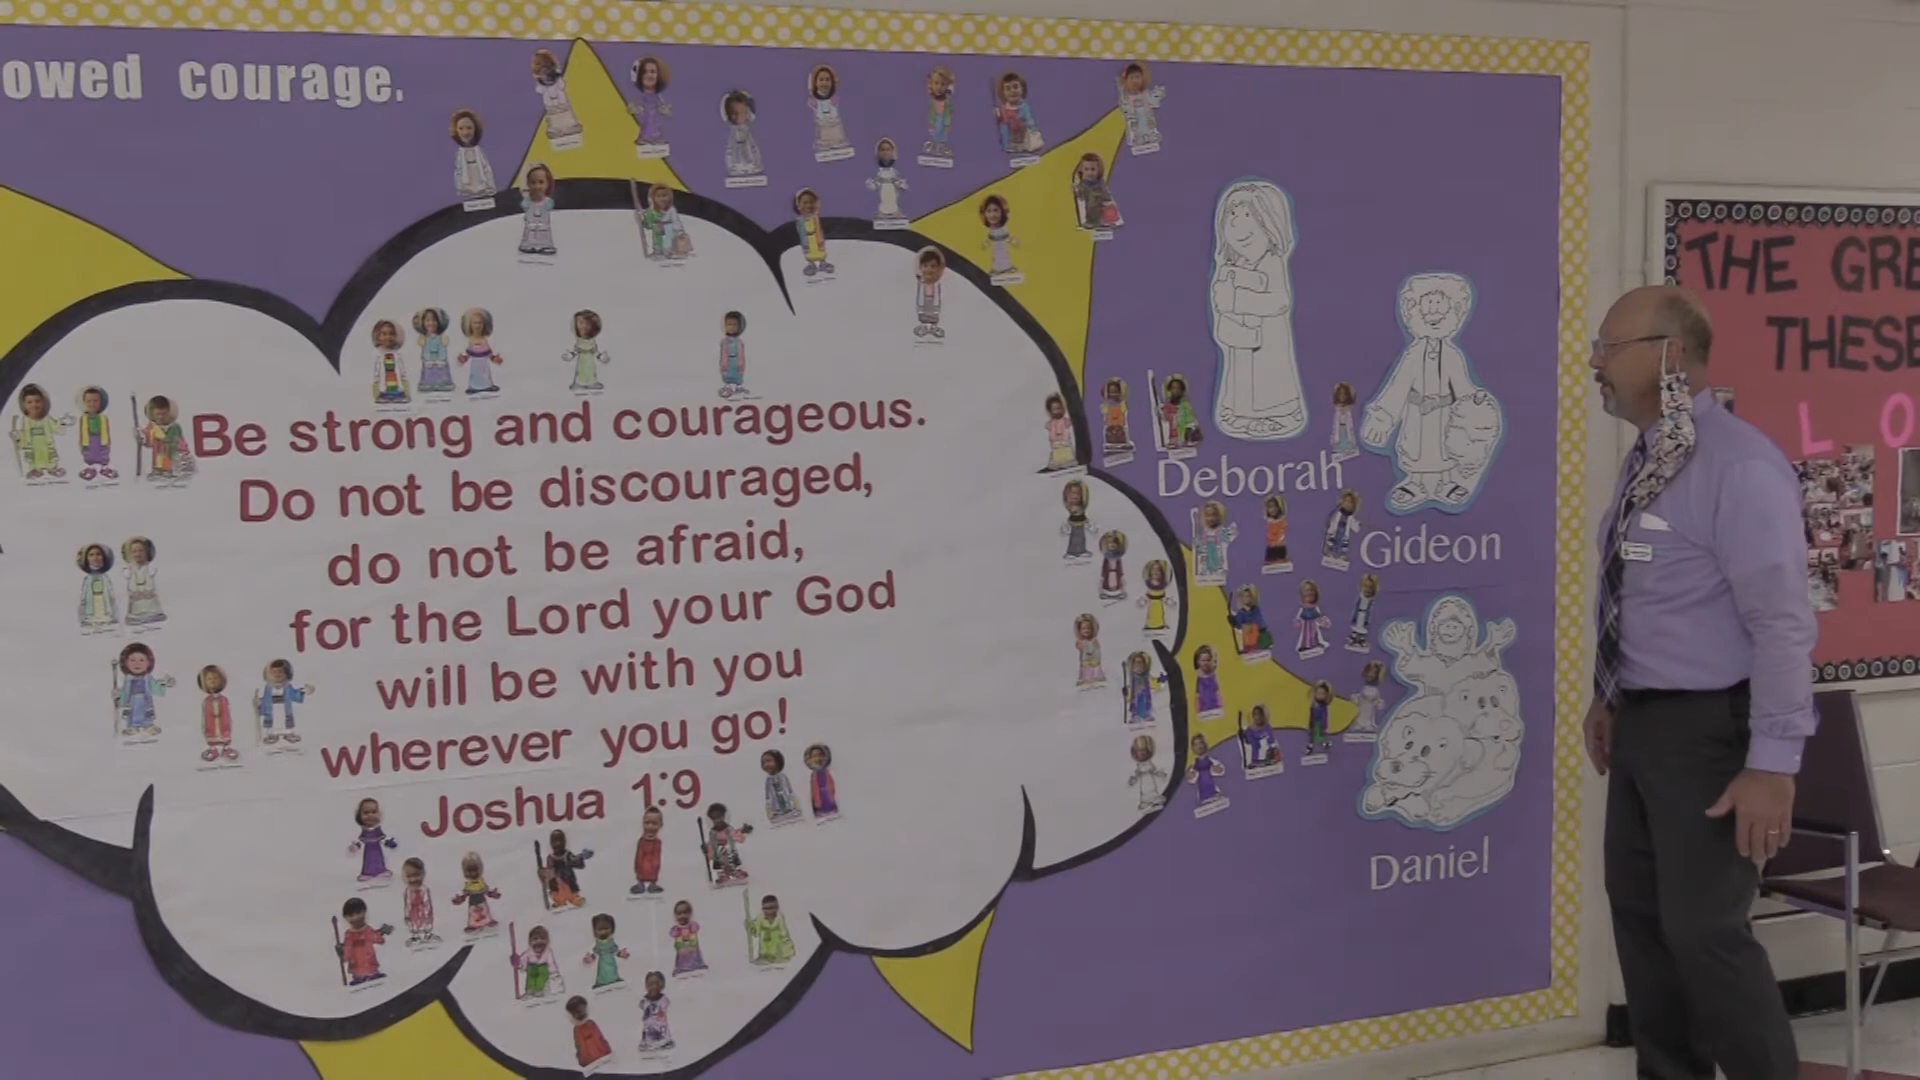 owed courage.
Be strong and courageous.
Do not be discouraged,
do not be afraid,
for the Lord your God
will be with you
wherever you go!
Joshua 1:9
Deborah
Gideon
Daniel
THE GRE
THESE
LO